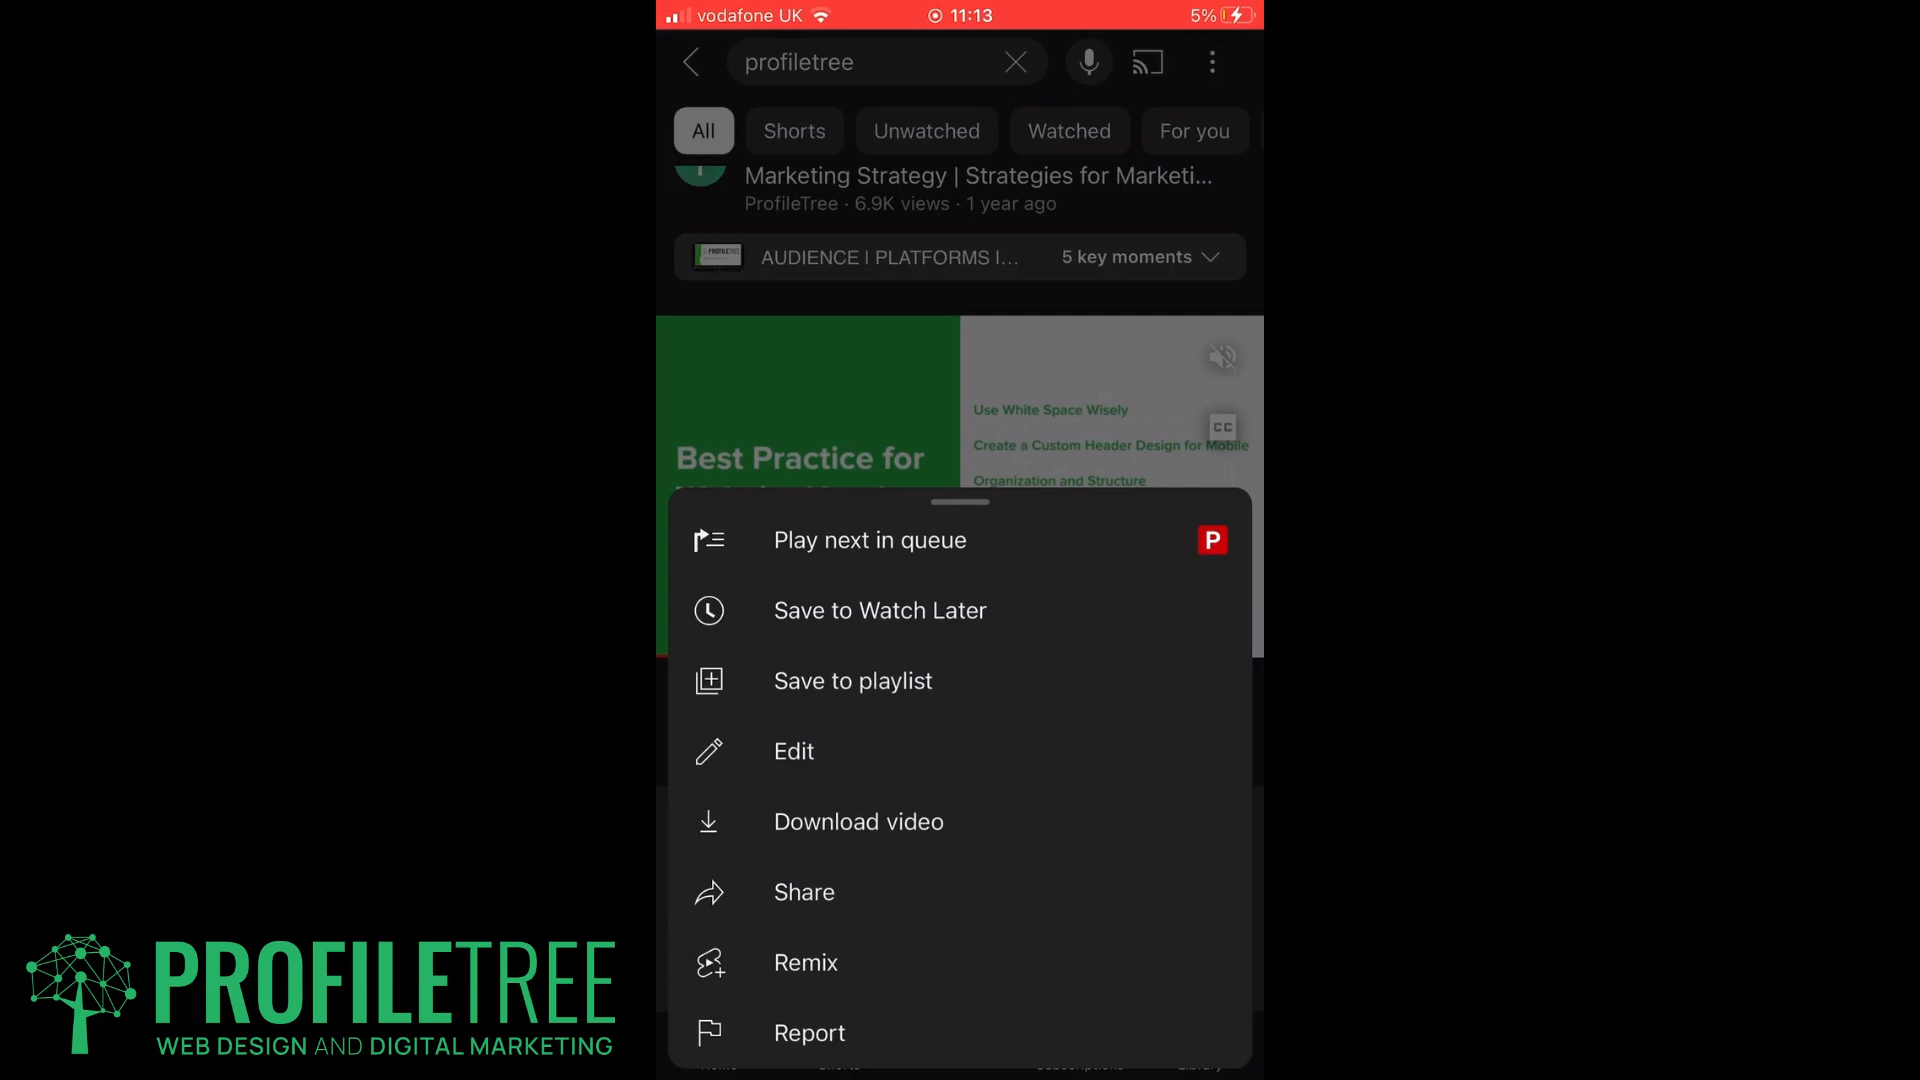 vodafone UK 11:13 5%
profiletree
All Shorts Unwatched Watched For you
Marketing Strategy | Strategies for Marketi...
ProfileTree · 6.9K views · 1 year ago
AUDIENCE | PLATFORMS |... 5 key moments
Use White Space Wisely
CC
Create a Custom Header Design for Mobile
Best Practice for
Organization and Structure
Play next in queue P
Save to Watch Later
Save to playlist
Edit
Download video
Share
Remix
Report
PROFILETREE
WEB DESIGN AND DIGITAL MARKETING